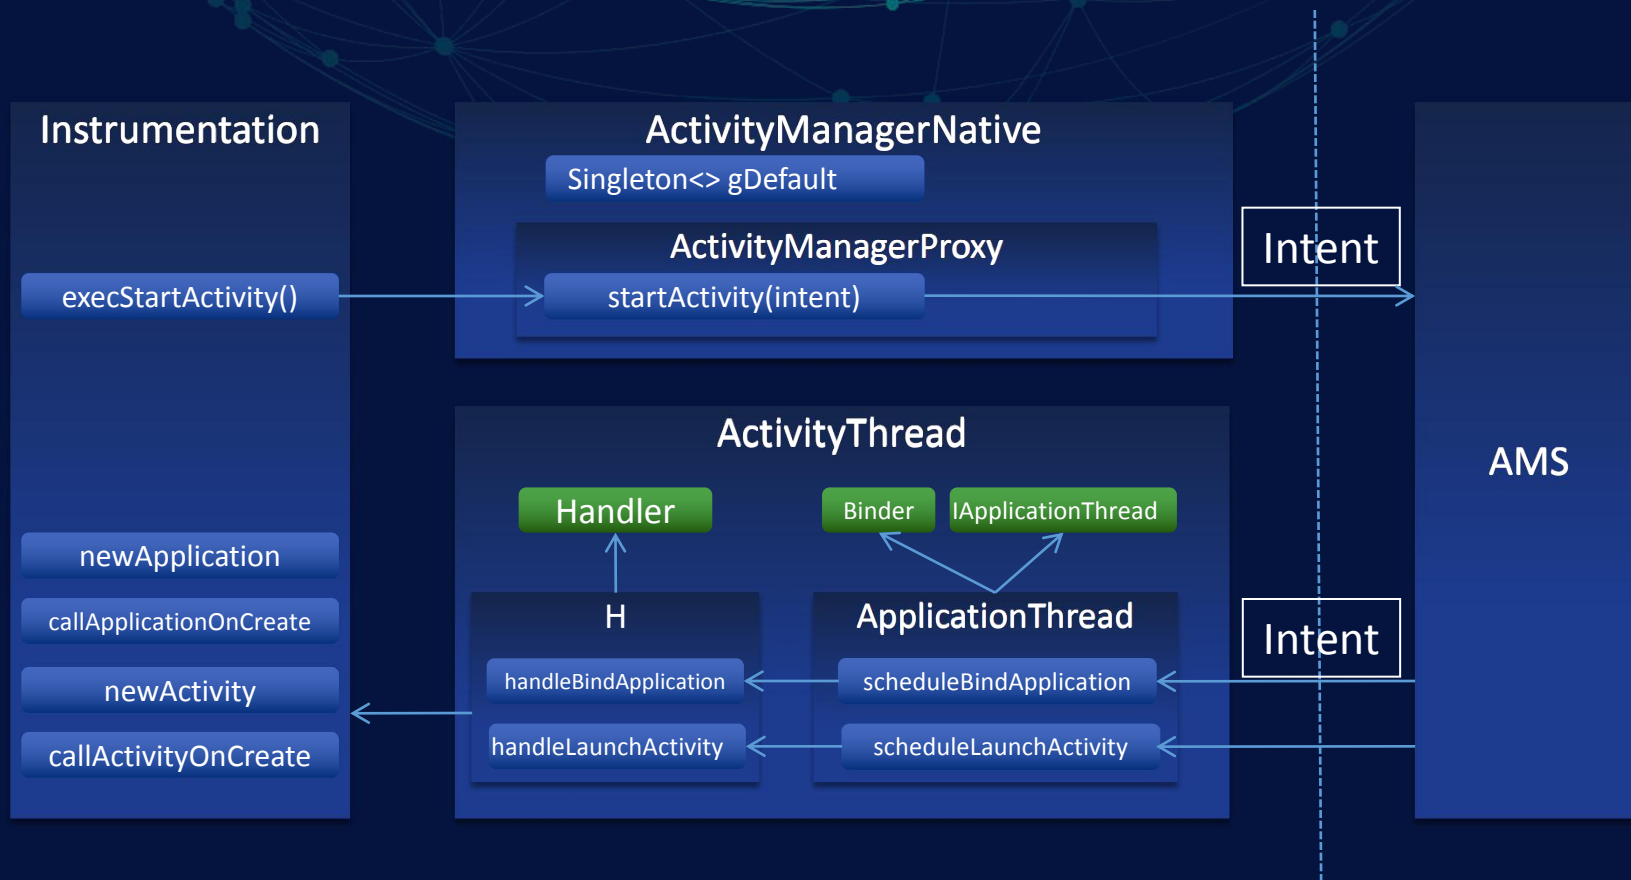 Instrumentation
execStartActivity()
newApplication
callApplicationOnCreate
newActivity
callActivityOnCreate
ActivityManagerNative
Singleton<> gDefault
ActivityManagerProxy
startActivity(intent)
ActivityThread
Handler
Binder
IApplicationThread
H
handleBindApplication
handleLaunchActivity
ApplicationThread
scheduleBindApplication
scheduleLaunchActivity
Intent
Intent
AMS